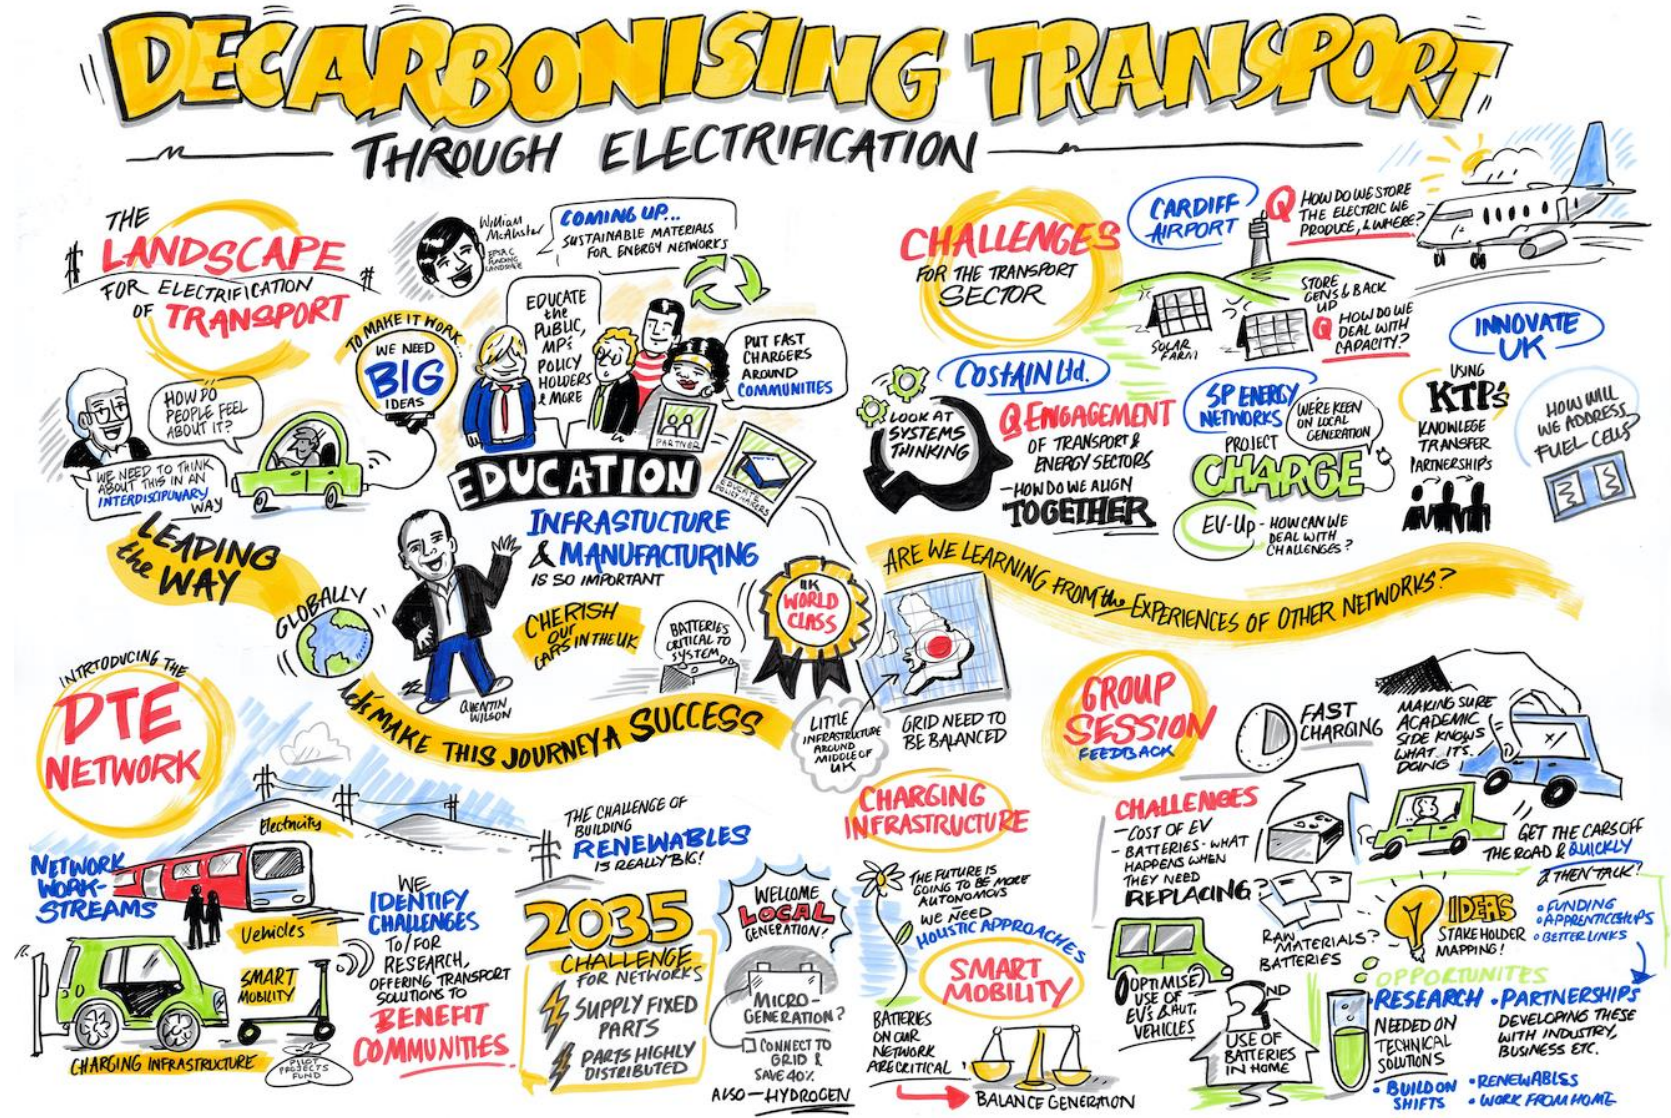 DECARBONISING TRANSPORT
THROUGH ELECTRIFICATION
THE
LANDSCAPE
FOR ELECTRIFICATION
OF TRANSPORT
William
McAlister
EPSRC
FUNDING
LANDSCAPE
COMING UP...
SUSTAINABLE MATERIALS
FOR ENERGY NETWORKS
HOW DO
PEOPLE FEEL
ABOUT IT?
WE NEED TO THINK
ABOUT THIS IN AN
INTERDISCIPLINARY
WAY
TO MAKE IT WORK...
WE NEED
BIG
IDEAS
EDUCATE
the
PUBLIC,
MP's
POLICY
HOLDERS
& MORE
PUT FAST
CHARGERS
AROUND
COMMUNITIES
PARTNER
EDUCATE
POLICY MAKERS
EDUCATION
LEADING
the WAY
GLOBALLY
INFRASTUCTURE
& MANUFACTURING
IS SO IMPORTANT
CHERISH
OUR
CARS IN THE UK
BATTERIES
CRITICAL TO
SYSTEM
UK
WORLD
CLASS
QUENTIN
WILSON
let's MAKE THIS JOURNEY A SUCCESS
LITTLE
INFRASTRUCTURE
AROUND
MIDDLE OF
UK
GRID NEED TO
BE BALANCED
CHALLENGES
FOR THE TRANSPORT
SECTOR
CARDIFF
AIRPORT
Q HOW DO WE STORE
THE ELECTRIC WE
PRODUCE, & WHERE?
STORE
GENS & BACK
UP
Q HOW DO WE
DEAL WITH
CAPACITY?
SOLAR
FARM
INNOVATE
UK
USING
KTP's
KNOWLEGE
TRANSFER
PARTNERSHIPS
HOW WILL
WE ADDRESS
FUEL CELLS
COSTAIN Ltd.
LOOK AT
SYSTEMS
THINKING
Q ENGAGEMENT
OF TRANSPORT &
ENERGY SECTORS
- HOW DO WE ALIGN
TOGETHER
SP ENERGY
NETWORKS
PROJECT
CHARGE
WE'RE KEEN
ON LOCAL
GENERATION
EV-Up - HOW CAN WE
DEAL WITH
CHALLENGES?
ARE WE LEARNING FROM the EXPERIENCES OF OTHER NETWORKS?
INTRTODUCING THE
DTE
NETWORK
NETWORK
WORK-
STREAMS
Electricity
Vehicles
SMART
MOBILITY
CHARGING INFRASTRUCTURE
PILOT
PROJECTS
FUND
WE
IDENTIFY
CHALLENGES
TO/FOR
RESEARCH,
OFFERING TRANSPORT
SOLUTIONS TO
BENEFIT
COMMUNITIES
THE CHALLENGE OF
BUILDING
RENEWABLES
IS REALLY BIG!
2035
CHALLENGE
FOR NETWORKS
SUPPLY FIXED
PARTS
PARTS HIGHLY
DISTRIBUTED
WELCOME
LOCAL
GENERATION!
MICRO-
GENERATION?
CONNECT TO
GRID &
SAVE 40%
ALSO - HYDROGEN
CHARGING
INFRASTRUCTURE
THE FUTURE IS
GOING TO BE MORE
AUTONOMOUS
WE NEED
HOLISTIC APPROACHES
SMART
MOBILITY
BATTERIES
ON OUR
NETWORK
ARE CRITICAL
BALANCE GENERATION
GROUP
SESSION
FEEDBACK
FAST
CHARGING
MAKING SURE
ACADEMIC
SIDE KNOWS
WHAT ITS
DOING
CHALLENGES
- COST OF EV
- BATTERIES - WHAT
HAPPENS WHEN
THEY NEED
REPLACING?
RAW
MATERIALS?
BATTERIES
GET THE CARS OFF
THE ROAD & QUICKLY
& THEN TALK?
IDEAS
STAKEHOLDER
MAPPING!
FUNDING
APPRENTICESHIPS
BETTER LINKS
OPTIMISE
USE OF
EV's & AUT.
VEHICLES
2ND
USE OF
BATTERIES
IN HOME
OPPORTUNITES
RESEARCH
NEEDED ON
TECHNICAL
SOLUTIONS
• PARTNERSHIPS
DEVELOPING THESE
WITH INDUSTRY,
BUSINESS ETC.
• BUILD ON
SHIFTS
• RENEWABLES
• WORK FROM HOME